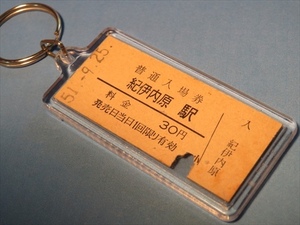 51.-9.25.
普通入場券
紀伊内原駅
料金 30円
発売日当日1回限り有効
入
紀伊内原